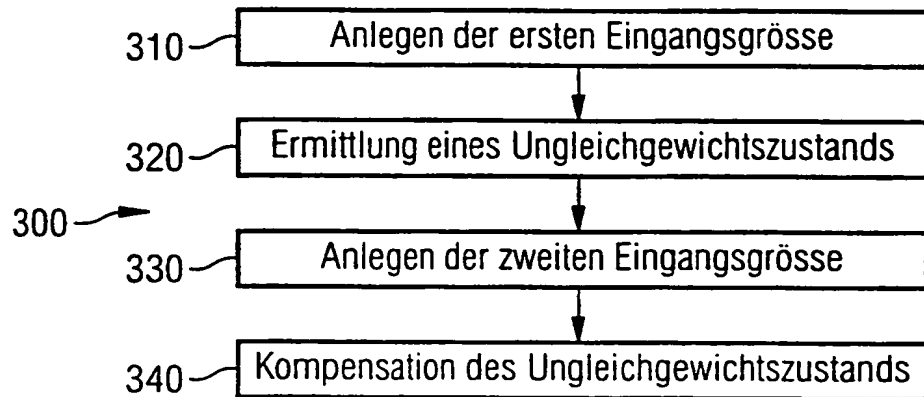 310 Anlegen der ersten Eingangsgrösse
320 Ermittlung eines Ungleichgewichtszustands
300
330 Anlegen der zweiten Eingangsgrösse
340 Kompensation des Ungleichgewichtszustands